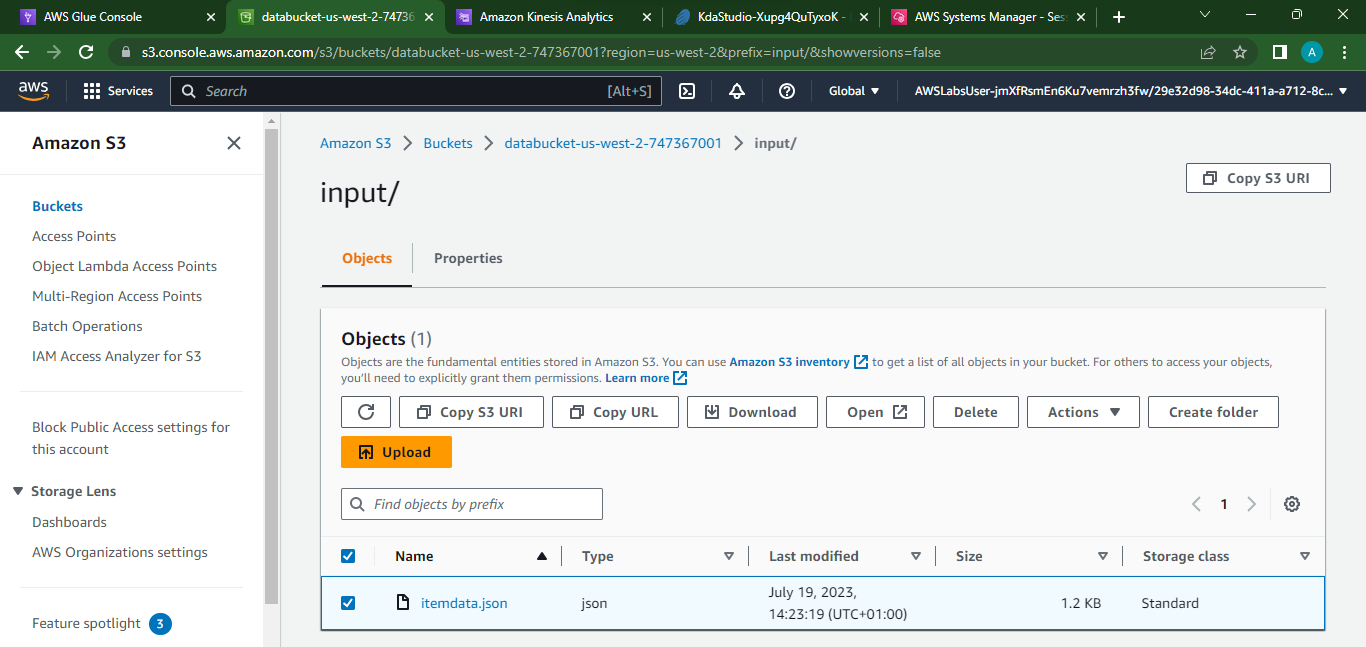 AWS Glue Console
databucket-us-west-2-74736
Amazon Kinesis Analytics
KdaStudio-Xupg4QuTyxoK -
AWS Systems Manager - Ses
s3.console.aws.amazon.com/s3/buckets/databucket-us-west-2-747367001?region=us-west-2&prefix=input/&showversions=false
A
aws
Services
Search
[Alt+S]
Global
AWSLabsUser-jmXfRsmEn6Ku7vemrzh3fw/29e32d98-34dc-411a-a712-8c...
Amazon S3
Buckets
Access Points
Object Lambda Access Points
Multi-Region Access Points
Batch Operations
IAM Access Analyzer for S3
Block Public Access settings for
this account
Storage Lens
Dashboards
AWS Organizations settings
Feature spotlight 3
Amazon S3 > Buckets > databucket-us-west-2-747367001 > input/
input/
Copy S3 URI
Objects
Properties
Objects (1)
Objects are the fundamental entities stored in Amazon S3. You can use Amazon S3 inventory to get a list of all objects in your bucket. For others to access your objects,
you'll need to explicitly grant them permissions. Learn more
Copy S3 URI
Copy URL
Download
Open
Delete
Actions
Create folder
Upload
Find objects by prefix
1
Name
Type
Last modified
Size
Storage class
itemdata.json
json
July 19, 2023,
14:23:19 (UTC+01:00)
1.2 KB
Standard